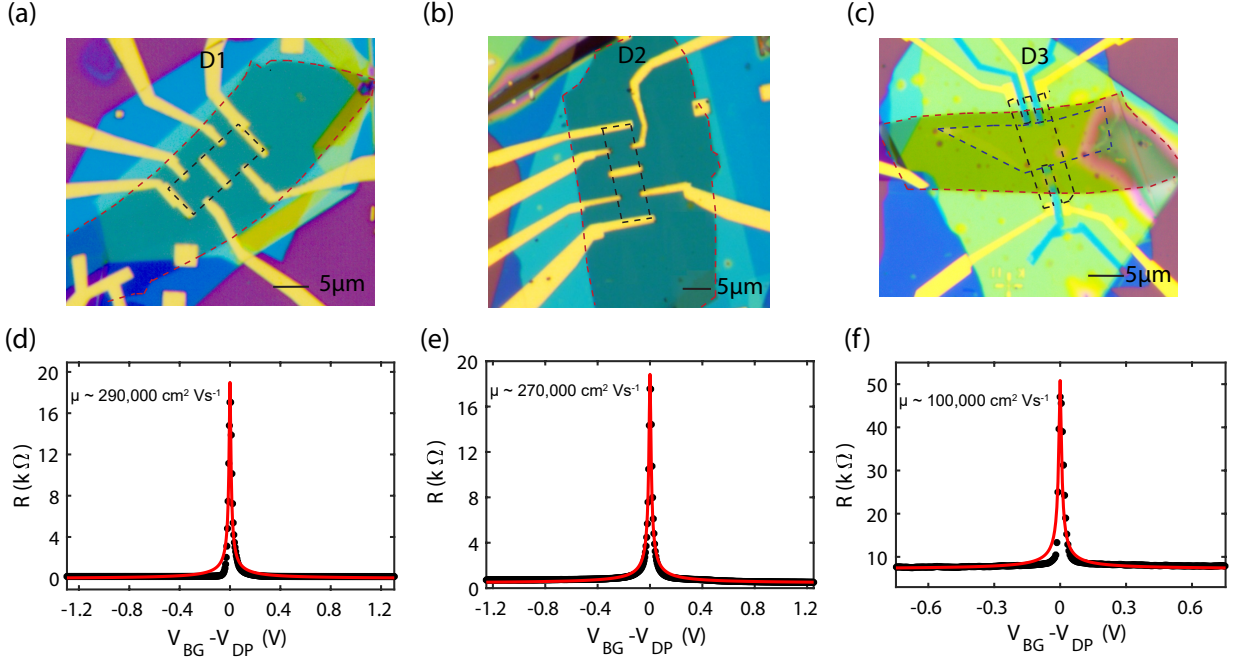 (a)
(b)
(c)
D1
D2
D3
5μm
5μm
5μm
(d)
(e)
(f)
20
16
12
8
4
0
R (k Ω)
μ ~ 290,000 cm² Vs⁻¹
-1.2
-0.8
-0.4
0
0.4
0.8
1.2
V_BG -V_DP (V)
20
16
12
8
4
0
R (k Ω)
μ ~ 270,000 cm² Vs⁻¹
-1.2
-0.8
-0.4
0
0.4
0.8
1.2
V_BG -V_DP (V)
50
40
30
20
10
R (k Ω)
μ ~ 100,000 cm² Vs⁻¹
-0.6
-0.3
0
0.3
0.6
V_BG -V_DP (V)